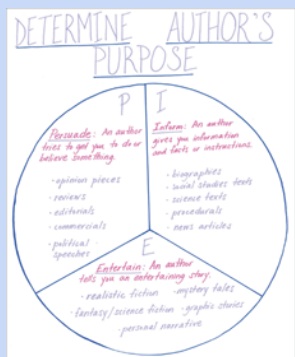 DETERMINE AUTHOR'S
PURPOSE
P
Persuade: An author
tries to get you to do or
believe something.
· opinion pieces
· reviews
· editorials
· commercials
· political
speeches
I
Inform: An author
gives you information
and facts or instructions.
· biographies
· social studies texts
· science texts
· procedurals
· news articles
E
Entertain: An author
tells you an entertaining story.
· realistic fiction · mystery tales
· fantasy/science fiction · graphic stories
· personal narrative